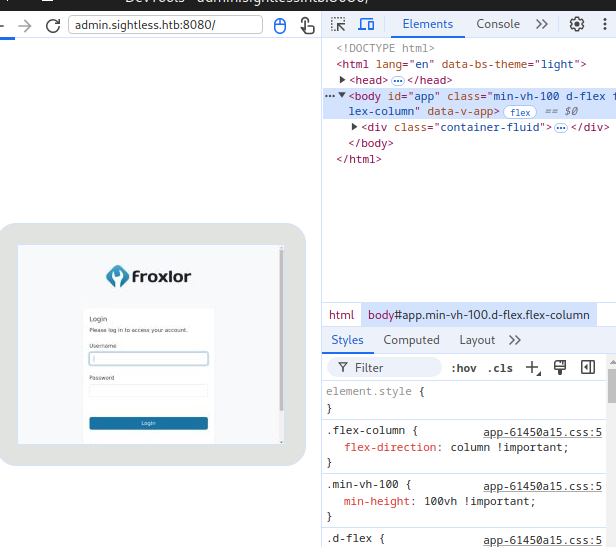 DevTools - admin.sightless.htb:8080/
admin.sightless.htb:8080/
froxlor
Login
Please log in to access your account.
Username
Password
Login
Elements
Console
<!DOCTYPE html>
<html lang="en" data-bs-theme="light">
<head> ⋯ </head>
<body id="app" class="min-vh-100 d-flex f
lex-column" data-v-app> flex == $0
<div class="container-fluid"> ⋯ </div>
</body>
</html>
html body#app.min-vh-100.d-flex.flex-column
Styles Computed Layout
Filter :hov .cls
element.style {
}
.flex-column { app-61450a15.css:5
flex-direction: column !important;
}
.min-vh-100 { app-61450a15.css:5
min-height: 100vh !important;
}
.d-flex { app-61450a15.css:5